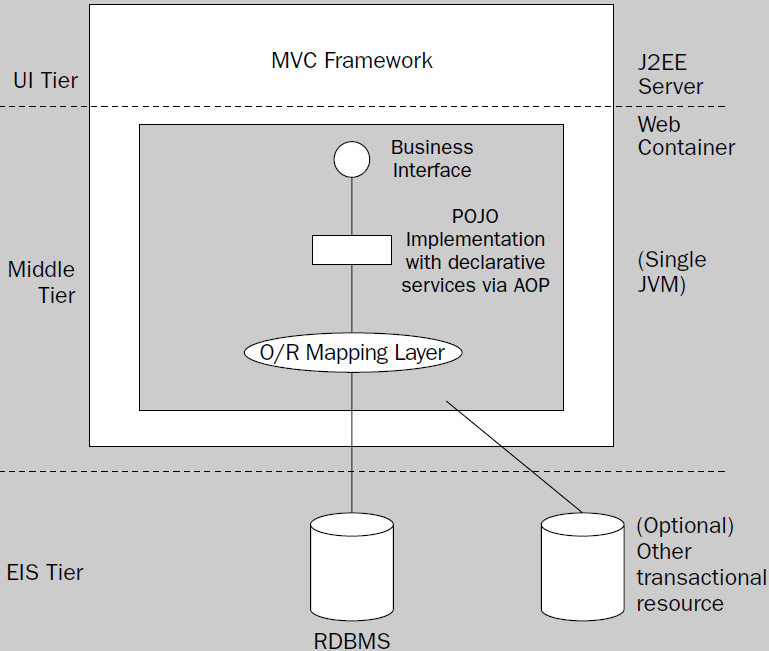 MVC Framework
UI Tier
J2EE
Server
Web
Container
Business
Interface
POJO
Implementation
with declarative
services via AOP
Middle
Tier
(Single
JVM)
O/R Mapping Layer
EIS Tier
(Optional)
Other
transactional
resource
RDBMS